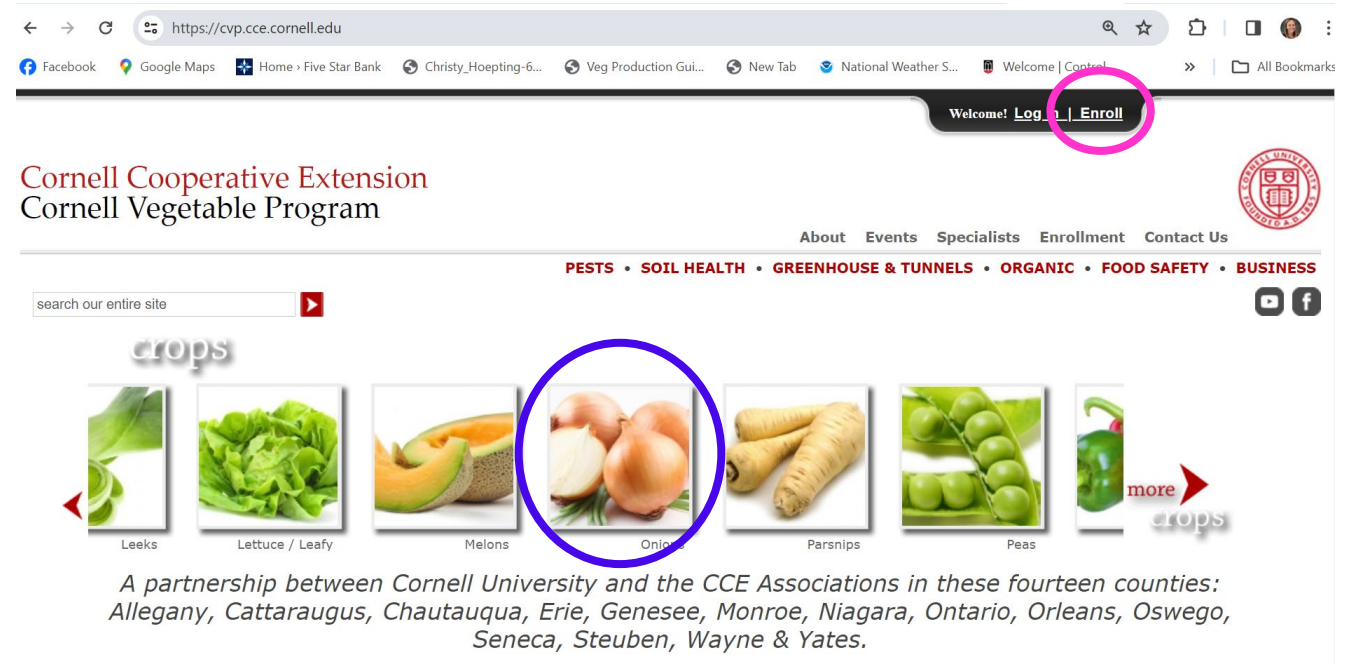 https://cvp.cce.cornell.edu
Facebook Google Maps Home › Five Star Bank Christy_Hoepting-6... Veg Production Gui... New Tab National Weather S... Welcome | Control » All Bookmarks
Welcome! Log in | Enroll
Cornell Cooperative Extension
Cornell Vegetable Program
About Events Specialists Enrollment Contact Us
PESTS • SOIL HEALTH • GREENHOUSE & TUNNELS • ORGANIC • FOOD SAFETY • BUSINESS
search our entire site
crops
more
crops
Leeks Lettuce / Leafy Melons Onions Parsnips Peas
A partnership between Cornell University and the CCE Associations in these fourteen counties:
Allegany, Cattaraugus, Chautauqua, Erie, Genesee, Monroe, Niagara, Ontario, Orleans, Oswego,
Seneca, Steuben, Wayne & Yates.